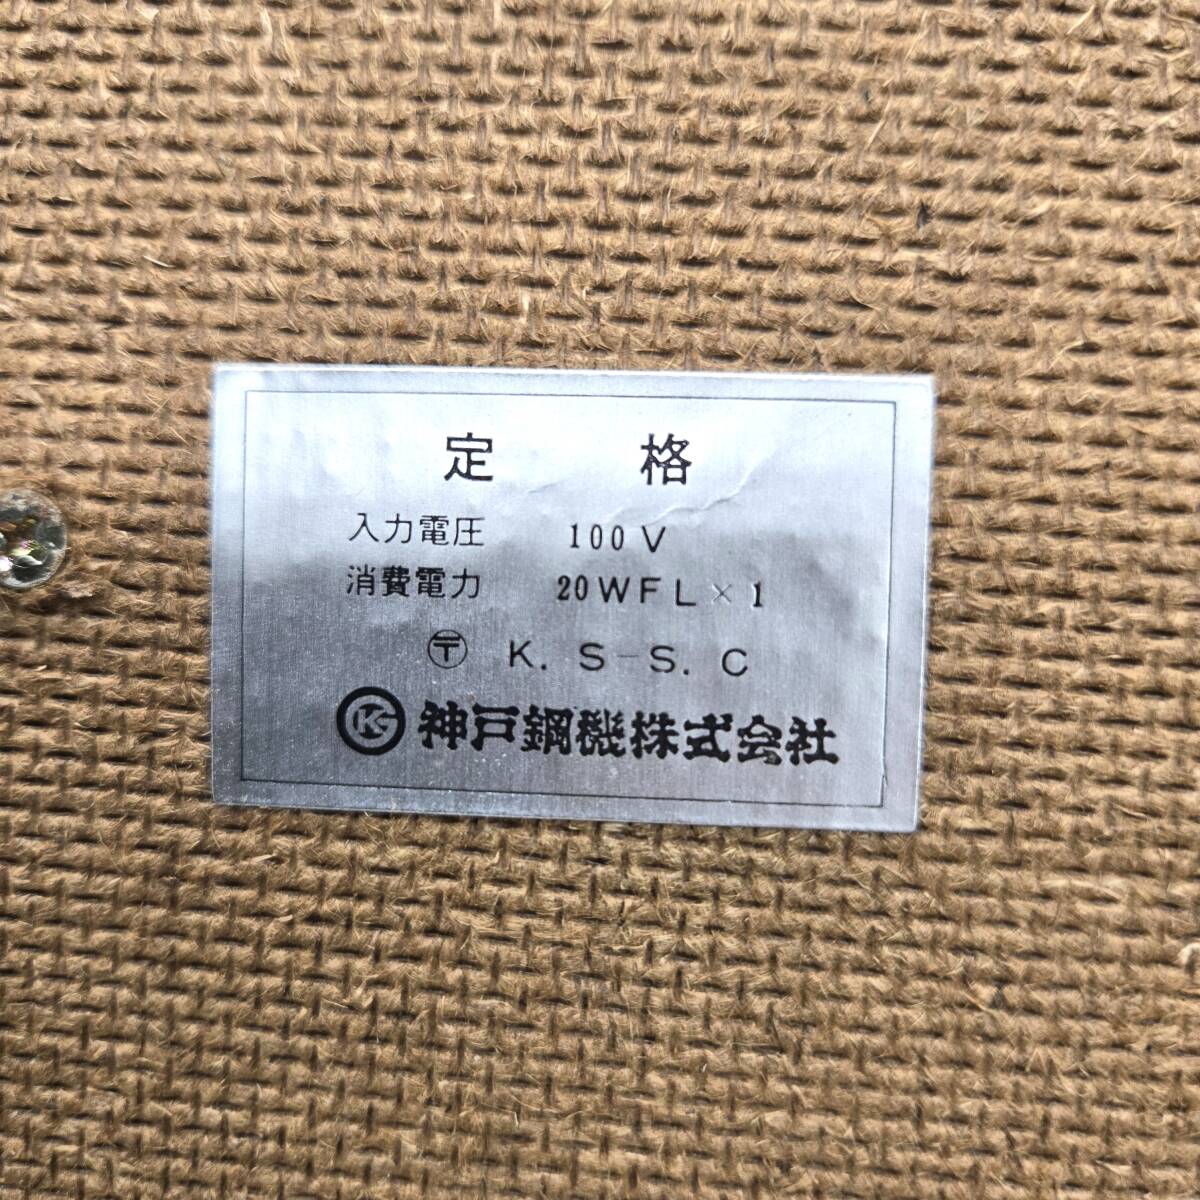 定格
入力電圧 100V
消費電力 20WFL×1
〶 K.S-S.C
K 神戸鋼機株式会社